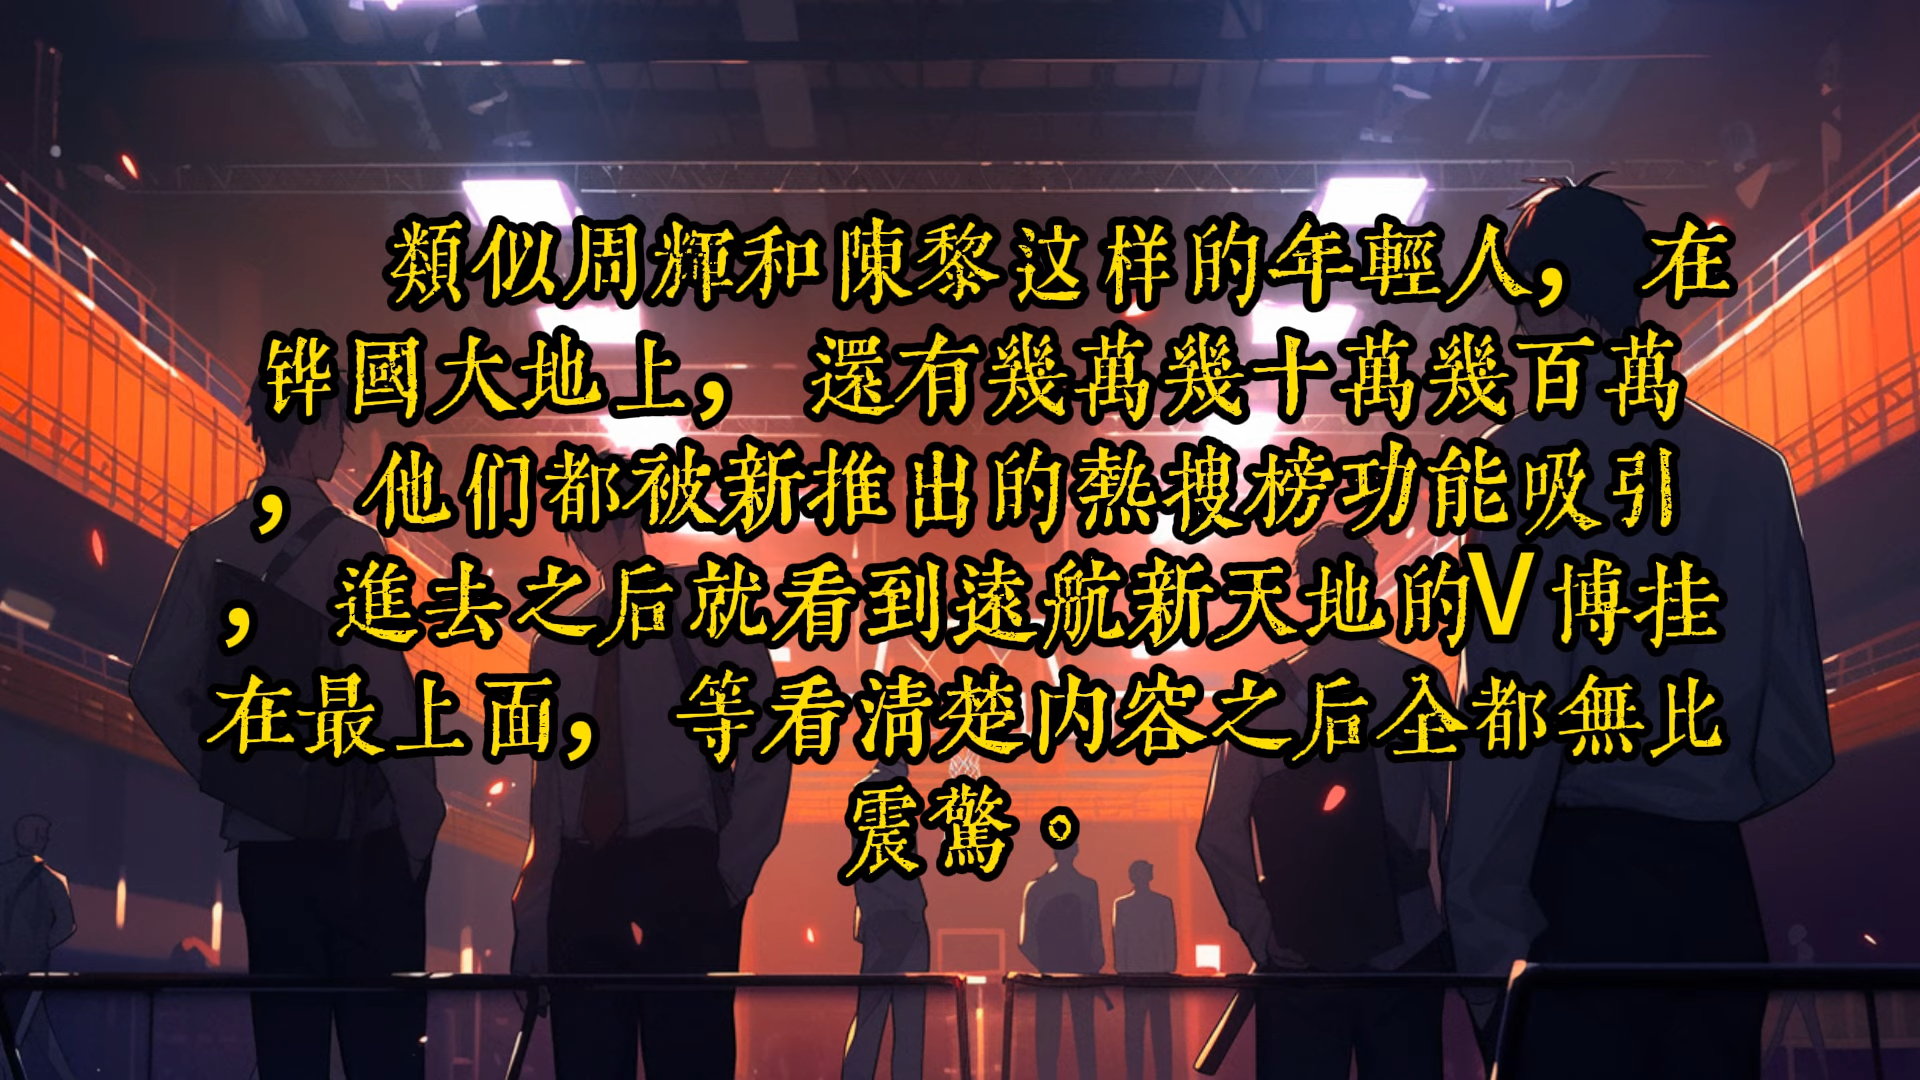 類似周輝和陳黎这样的年輕人，在
铧國大地上，還有幾萬幾十萬幾百萬
，他们都被新推出的熱搜榜功能吸引
，進去之后就看到遠航新天地的V博挂
在最上面，等看清楚内容之后全都無比
震驚。